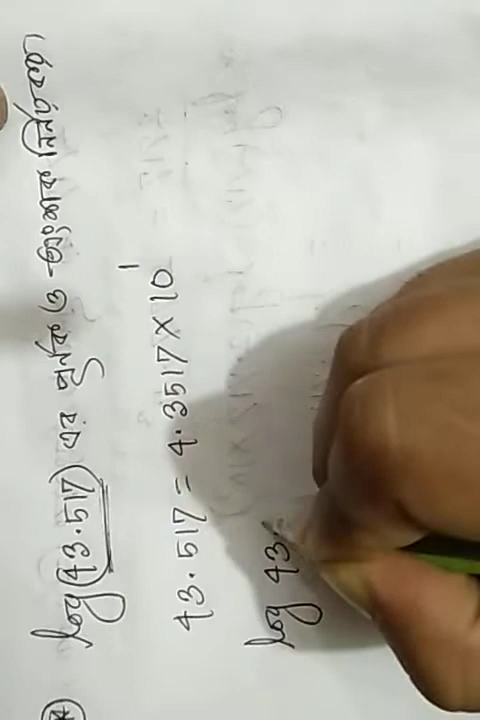 log(43.517) এর পূর্ণক ও অংশক নির্ণয় কর।
43.517 = 4.3517 × 10¹
log 43.